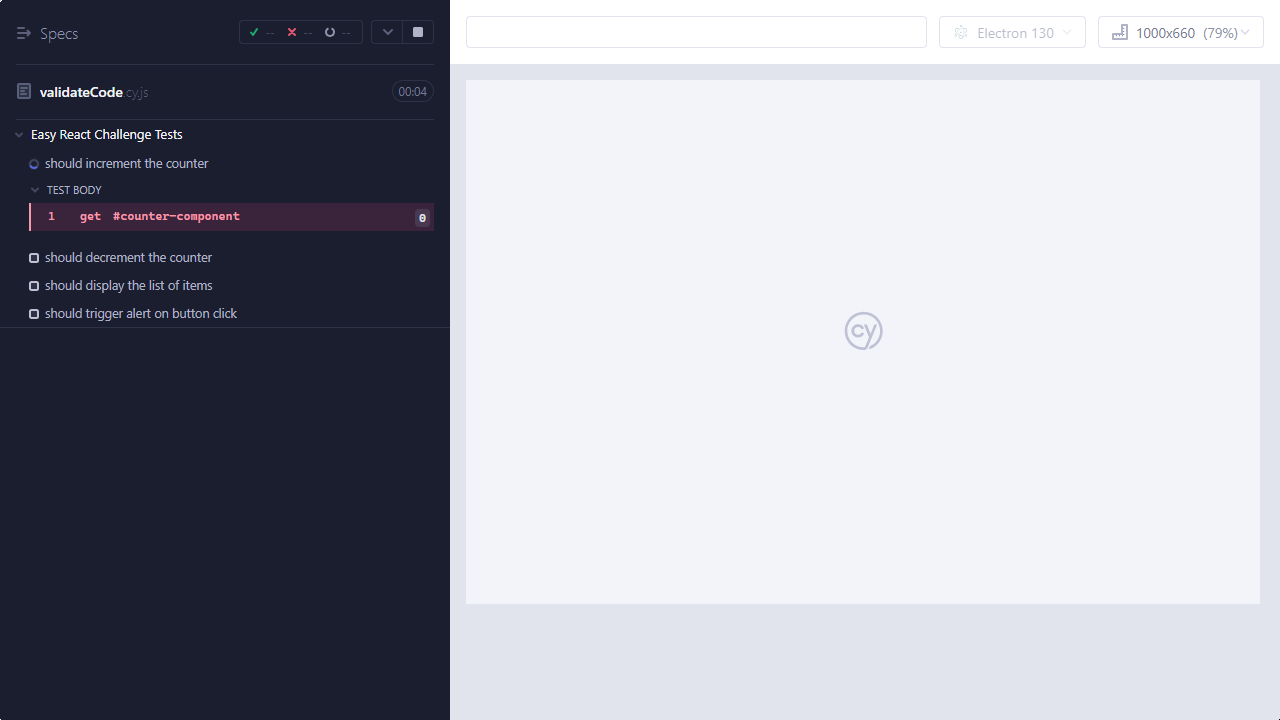 Specs
-- -- --
validateCode.cy.js
00:04
Easy React Challenge Tests
should increment the counter
TEST BODY
1 get #counter-component 0
should decrement the counter
should display the list of items
should trigger alert on button click
Electron 130
1000x660 (79%)
cy